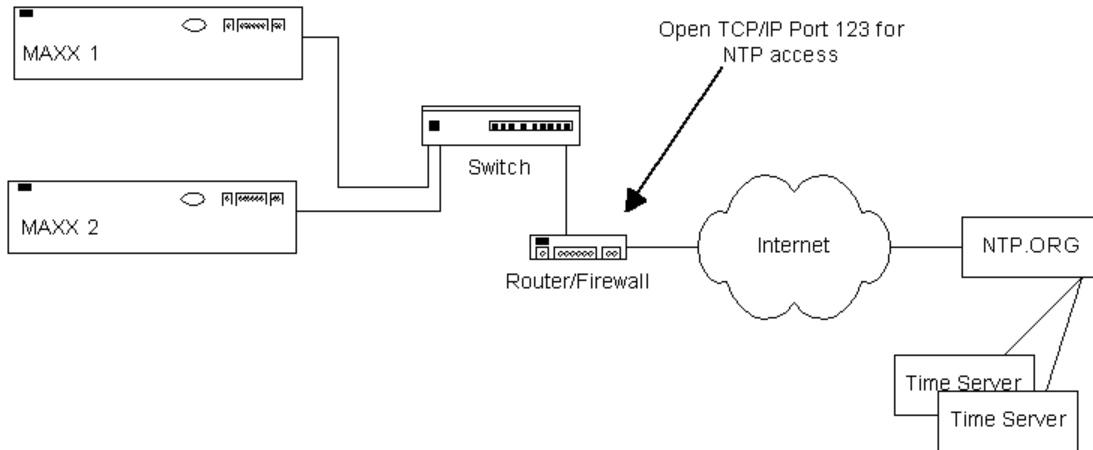 MAXX 1
Open TCP/IP Port 123 for
NTP access
Switch
MAXX 2
Router/Firewall
Internet
NTP.ORG
Time Server
Time Server